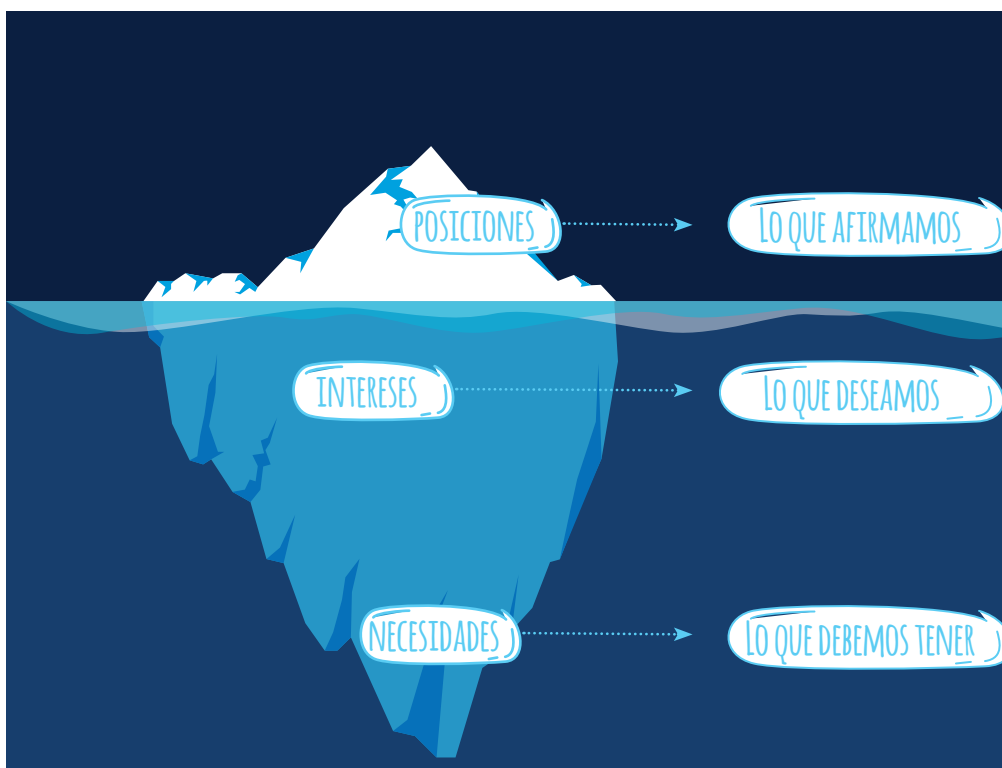 POSICIONES
LO QUE AFIRMAMOS
INTERESES
LO QUE DESEAMOS
NECESIDADES
LO QUE DEBEMOS TENER